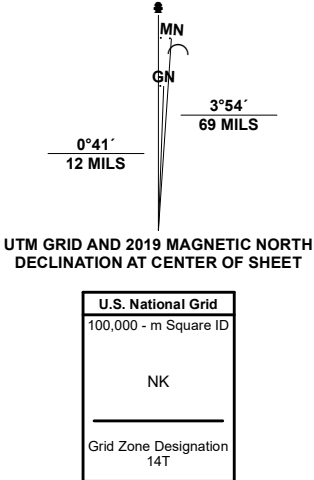 MN
GN
3°54´
69 MILS
0°41´
12 MILS
UTM GRID AND 2019 MAGNETIC NORTH
DECLINATION AT CENTER OF SHEET
U.S. National Grid
100,000 - m Square ID
NK
Grid Zone Designation
14T